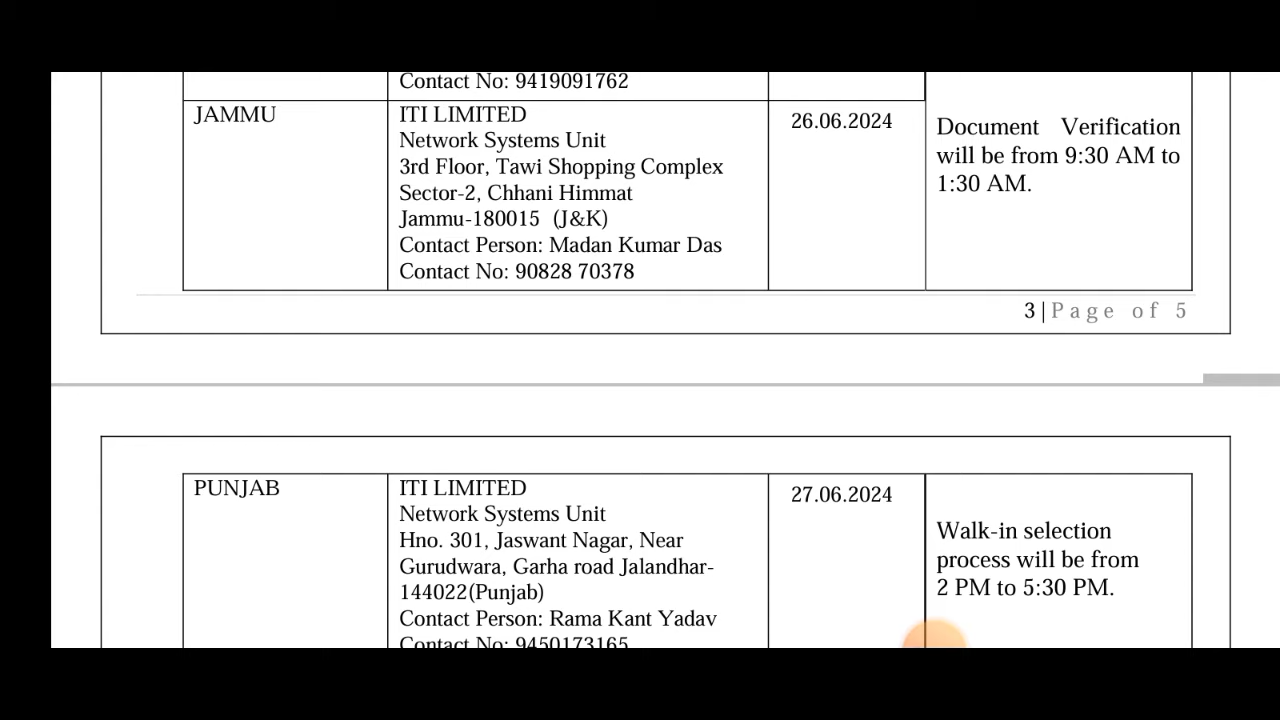 Contact No: 9419091762
JAMMU
ITI LIMITED
Network Systems Unit
3rd Floor, Tawi Shopping Complex
Sector-2, Chhani Himmat
Jammu-180015 (J&K)
Contact Person: Madan Kumar Das
Contact No: 90828 70378
26.06.2024
Document Verification
will be from 9:30 AM to
1:30 AM.
3|Page of 5
PUNJAB
ITI LIMITED
Network Systems Unit
Hno. 301, Jaswant Nagar, Near
Gurudwara, Garha road Jalandhar-
144022(Punjab)
Contact Person: Rama Kant Yadav
Contact No: 9450173165
27.06.2024
Walk-in selection
process will be from
2 PM to 5:30 PM.